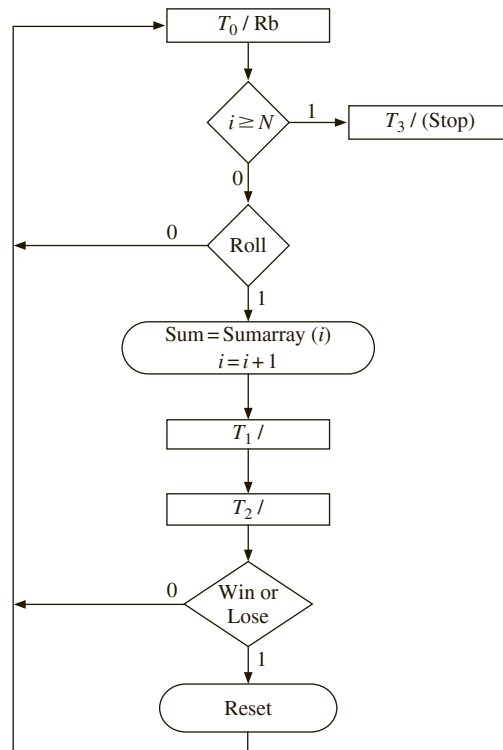 T₀ / Rb
i ≥ N
1
T₃ / (Stop)
0
0
Roll
1
Sum = Sumarray (i)
i = i + 1
T₁ /
T₂ /
0
Win or
Lose
1
Reset